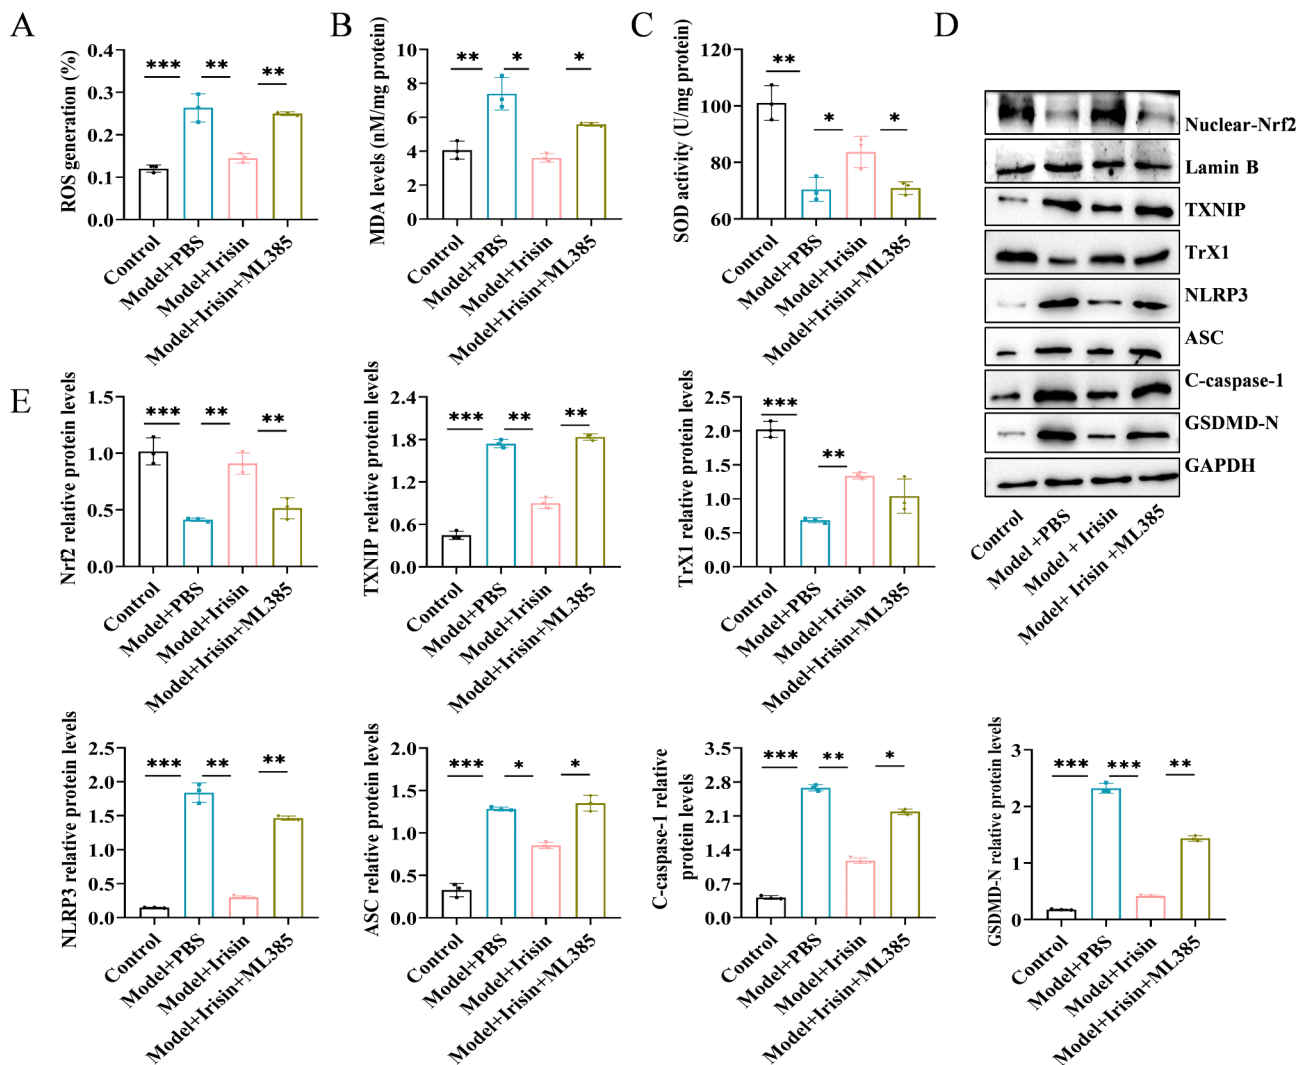 A
ROS generation (%)
0.4
0.3
0.2
0.1
0.0
***
**
**
Control
Model+PBS
Model+Irisin
Model+Irisin+ML385
B
MDA levels (nM/mg protein)
10
8
6
4
2
0
**
*
*
Control
Model+PBS
Model+Irisin
Model+Irisin+ML385
C
SOD activity (U/mg protein)
120
100
80
60
**
*
*
Control
Model+PBS
Model+Irisin
Model+Irisin+ML385
D
Nuclear-Nrf2
Lamin B
TXNIP
TrX1
NLRP3
ASC
C-caspase-1
GSDMD-N
GAPDH
Control
Model +PBS
Model + Irisin
Model+ Irisin +ML385
E
Nrf2 relative protein levels
1.5
1.0
0.5
0.0
***
**
**
Control
Model+PBS
Model+Irisin
Model+Irisin+ML385
TXNIP relative protein levels
2.4
1.8
1.2
0.6
0.0
***
**
**
Control
Model+PBS
Model+Irisin
Model+Irisin+ML385
TrX1 relative protein levels
2.5
2.0
1.5
1.0
0.5
0.0
***
**
Control
Model+PBS
Model+Irisin
Model+Irisin+ML385
NLRP3 relative protein levels
2.5
2.0
1.5
1.0
0.5
0.0
***
**
**
Control
Model+PBS
Model+Irisin
Model+Irisin+ML385
ASC relative protein levels
2.0
1.5
1.0
0.5
0.0
***
*
*
Control
Model+PBS
Model+Irisin
Model+Irisin+ML385
C-caspase-1 relative
protein levels
3.5
2.8
2.1
1.4
0.7
0.0
***
**
*
Control
Model+PBS
Model+Irisin
Model+Irisin+ML385
GSDMD-N relative protein levels
3
2
1
0
***
***
**
Control
Model+PBS
Model+Irisin
Model+Irisin+ML385